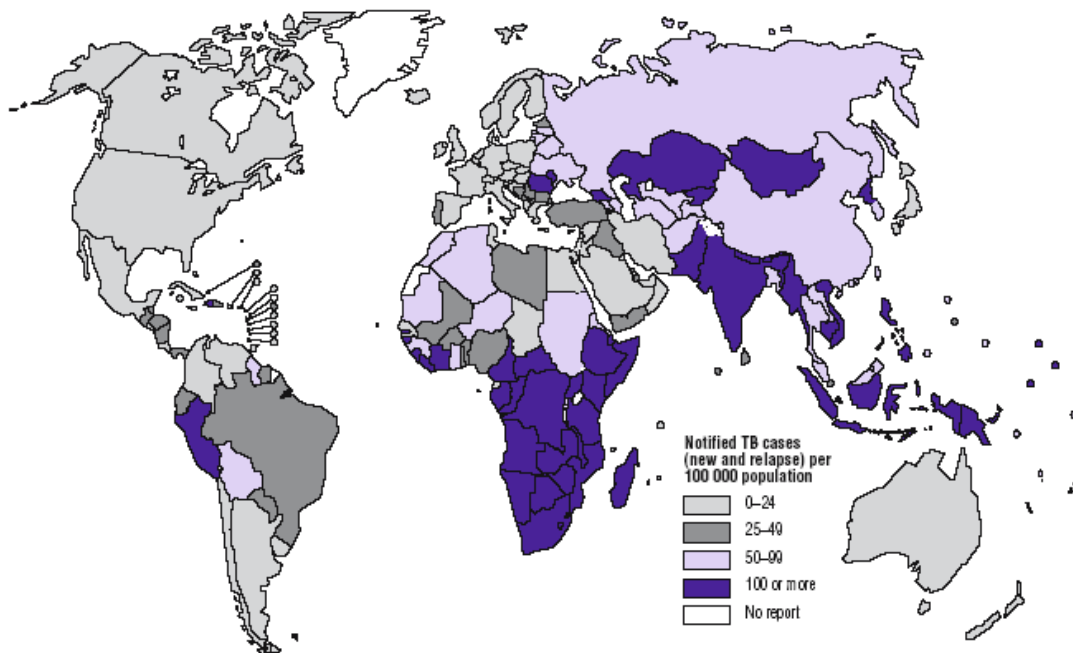 Notified TB cases
(new and relapse) per
100 000 population
0–24
25–49
50–99
100 or more
No report